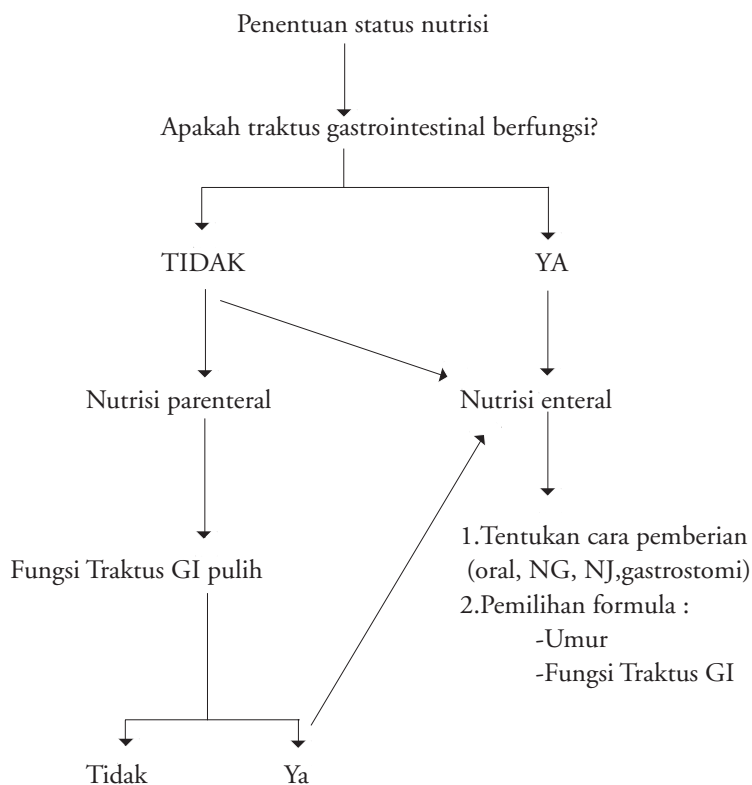 Penentuan status nutrisi
Apakah traktus gastrointestinal berfungsi?
TIDAK
YA
Nutrisi parenteral
Nutrisi enteral
Fungsi Traktus GI pulih
1.Tentukan cara pemberian
(oral, NG, NJ,gastrostomi)
2.Pemilihan formula :
-Umur
-Fungsi Traktus GI
Tidak
Ya